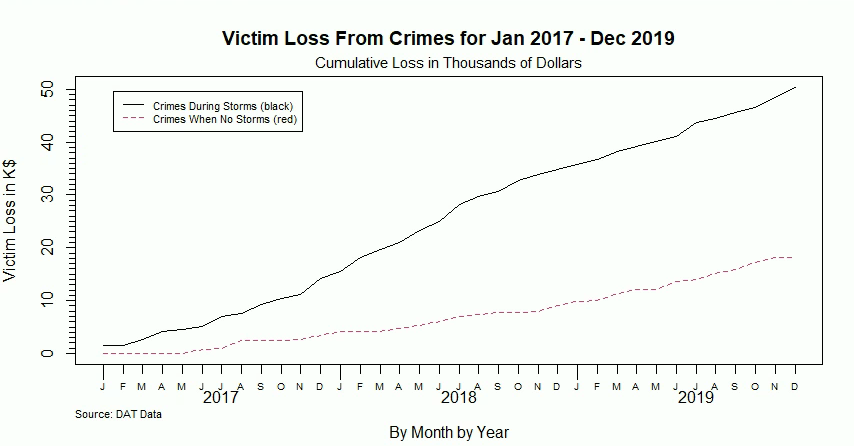 Victim Loss From Crimes for Jan 2017 - Dec 2019
Cumulative Loss in Thousands of Dollars
Crimes During Storms (black)
Crimes When No Storms (red)
Victim Loss in K$
50
40
30
20
10
0
J F M A M J J A S O N D J F M A M J J A S O N D J F M A M J J A S O N D
2017 2018 2019
Source: DAT Data
By Month by Year